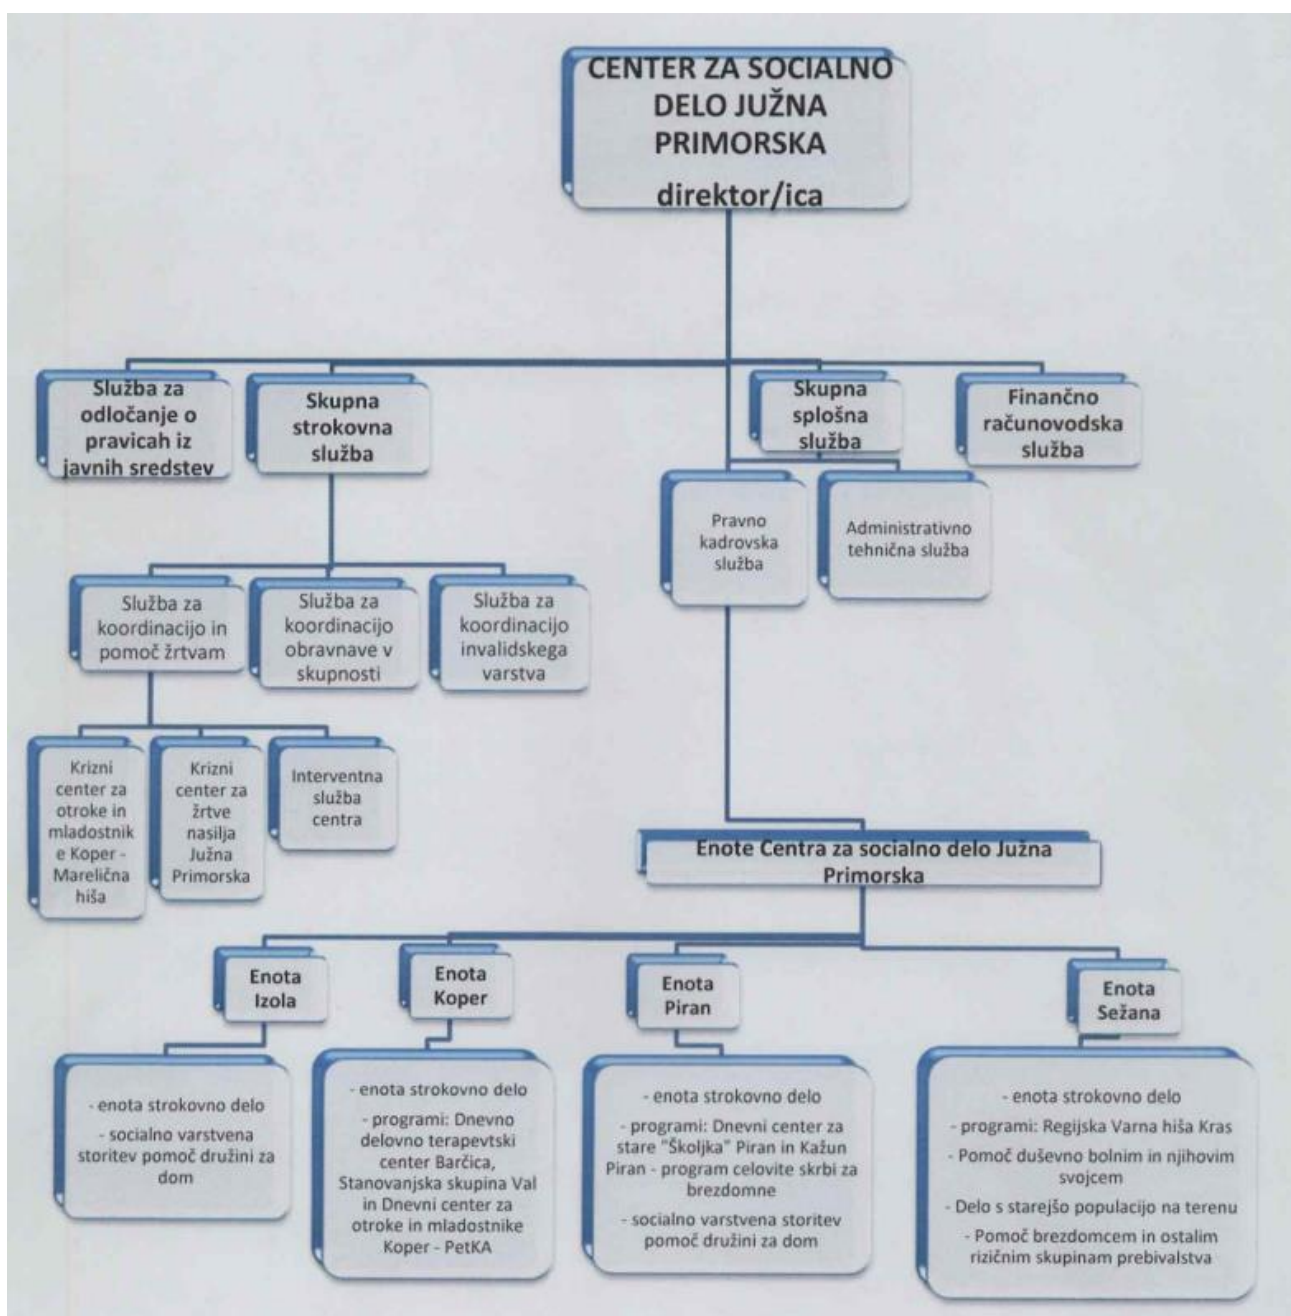 CENTER ZA SOCIALNO
DELO JUŽNA
PRIMORSKA
direktor/ica
Služba za
odločanje o
pravicah iz
javnih sredstev
Skupna
strokovna
služba
Skupna
splošna
služba
Finančno
računovodska
služba
Pravno
kadrovska
služba
Administrativno
tehnična služba
Služba za
koordinacijo in
pomoč žrtvam
Služba za
koordinacijo
obravnave v
skupnosti
Služba za
koordinacijo
invalidskega
varstva
Krizni
center za
otroke in
mladostnik
e Koper -
Marelična
hiša
Krizni
center za
žrtve
nasilja
Južna
Primorska
Interventna
služba
centra
Enote Centra za socialno delo Južna
Primorska
Enota
Izola
Enota
Koper
Enota
Piran
Enota
Sežana
- enota strokovno delo
- socialno varstvena
storitev pomoč družini za
dom
- enota strokovno delo
- programi: Dnevno
delovno terapevtski
center Barčica,
Stanovanjska skupina Val
in Dnevni center za
otroke in mladostnike
Koper - PetKA
- enota strokovno delo
- programi: Dnevni center za
stare "Školjka" Piran in Kažun
Piran - program celovite skrbi za
brezdomne
- socialno varstvena storitev
pomoč družini za dom
- enota strokovno delo
- programi: Regijska Varna hiša Kras
- Pomoč duševno bolnim in njihovim
svojcem
- Delo s starejšo populacijo na terenu
- Pomoč brezdomcem in ostalim
rizičnim skupinam prebivalstva